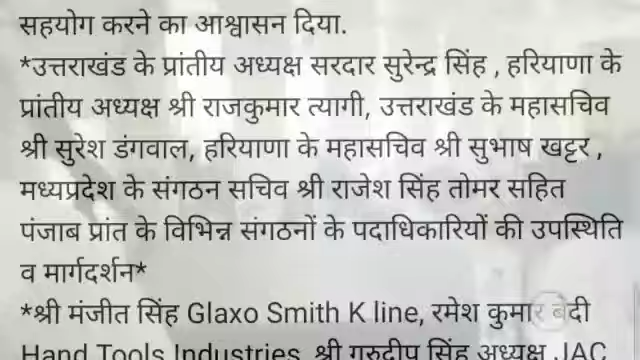 सहयोग करने का आश्वासन दिया.
*उत्तराखंड के प्रांतीय अध्यक्ष सरदार सुरेन्द्र सिंह , हरियाणा के
प्रांतीय अध्यक्ष श्री राजकुमार त्यागी, उत्तराखंड के महासचिव
श्री सुरेश डंगवाल, हरियाणा के महासचिव श्री सुभाष खट्टर ,
मध्यप्रदेश के संगठन सचिव श्री राजेश सिंह तोमर सहित
पंजाब प्रांत के विभिन्न संगठनों के पदाधिकारियों की उपस्थिति
व मार्गदर्शन*
*श्री मंजीत सिंह Glaxo Smith K line, रमेश कुमार बेदी
Hand Tools Industries, श्री गुरुदीप सिंह अध्यक्ष ,JAC